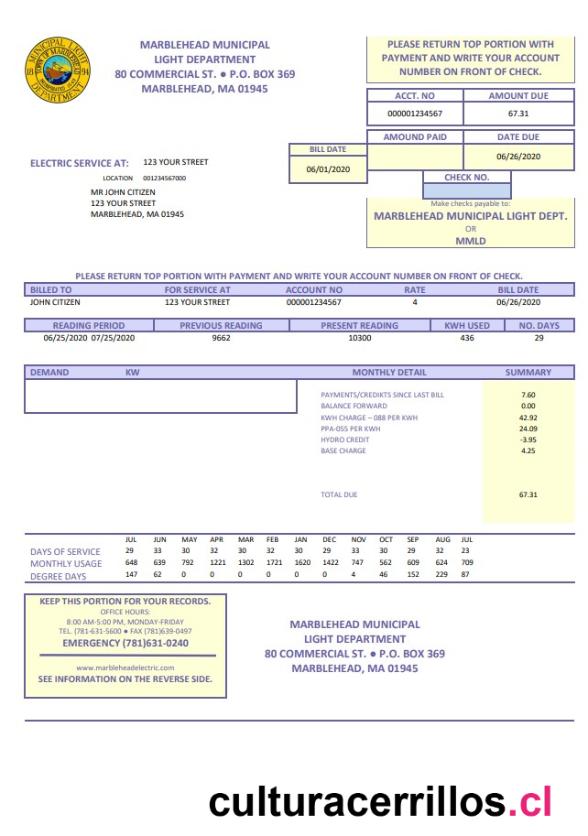 MARBLEHEAD MUNICIPAL
LIGHT DEPARTMENT
80 COMMERCIAL ST. ● P.O. BOX 369
MARBLEHEAD, MA 01945
PLEASE RETURN TOP PORTION WITH
PAYMENT AND WRITE YOUR ACCOUNT
NUMBER ON FRONT OF CHECK.
ACCT. NO AMOUNT DUE
000001234567 67.31
AMOUND PAID DATE DUE
06/26/2020
BILL DATE
06/01/2020
CHECK NO.
ELECTRIC SERVICE AT: 123 YOUR STREET
LOCATION 001234567000
MR JOHN CITIZEN
123 YOUR STREET
MARBLEHEAD, MA 01945
Make checks payable to:
MARBLEHEAD MUNICIPAL LIGHT DEPT.
OR
MMLD
PLEASE RETURN TOP PORTION WITH PAYMENT AND WRITE YOUR ACCOUNT NUMBER ON FRONT OF CHECK.
BILLED TO FOR SERVICE AT ACCOUNT NO RATE BILL DATE
JOHN CITIZEN 123 YOUR STREET 000001234567 4 06/26/2020
READING PERIOD PREVIOUS READING PRESENT READING KWH USED NO. DAYS
06/25/2020 07/25/2020 9662 10300 436 29
DEMAND KW MONTHLY DETAIL SUMMARY
PAYMENTS/CREDIKTS SINCE LAST BILL 7.60
BALANCE FORWARD 0.00
KWH CHARGE – 088 PER KWH 42.92
PPA-055 PER KWH 24.09
HYDRO CREDIT -3.95
BASE CHARGE 4.25
TOTAL DUE 67.31
JUL JUN MAY APR MAR FEB JAN DEC NOV OCT SEP AUG JUL
DAYS OF SERVICE 29 33 30 32 30 32 30 29 33 30 29 32 23
MONTHLY USAGE 648 639 792 1221 1302 1721 1620 1422 747 562 609 624 709
DEGREE DAYS 147 62 0 0 0 0 0 0 4 46 152 229 87
KEEP THIS PORTION FOR YOUR RECORDS.
OFFICE HOURS:
8:00 AM-5:00 PM, MONDAY-FRIDAY
TEL. (781-631-5600 ● FAX (781)639-0497
EMERGENCY (781)631-0240
www.marbleheadelectric.com
SEE INFORMATION ON THE REVERSE SIDE.
MARBLEHEAD MUNICIPAL
LIGHT DEPARTMENT
80 COMMERCIAL ST. ● P.O. BOX 369
MARBLEHEAD, MA 01945
culturacerrillos.cl